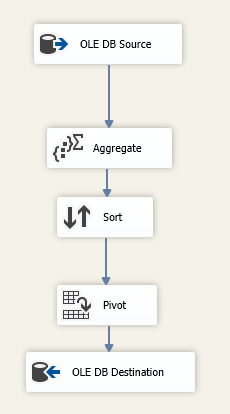 OLE DB Source
Aggregate
Sort
Pivot
OLE DB Destination